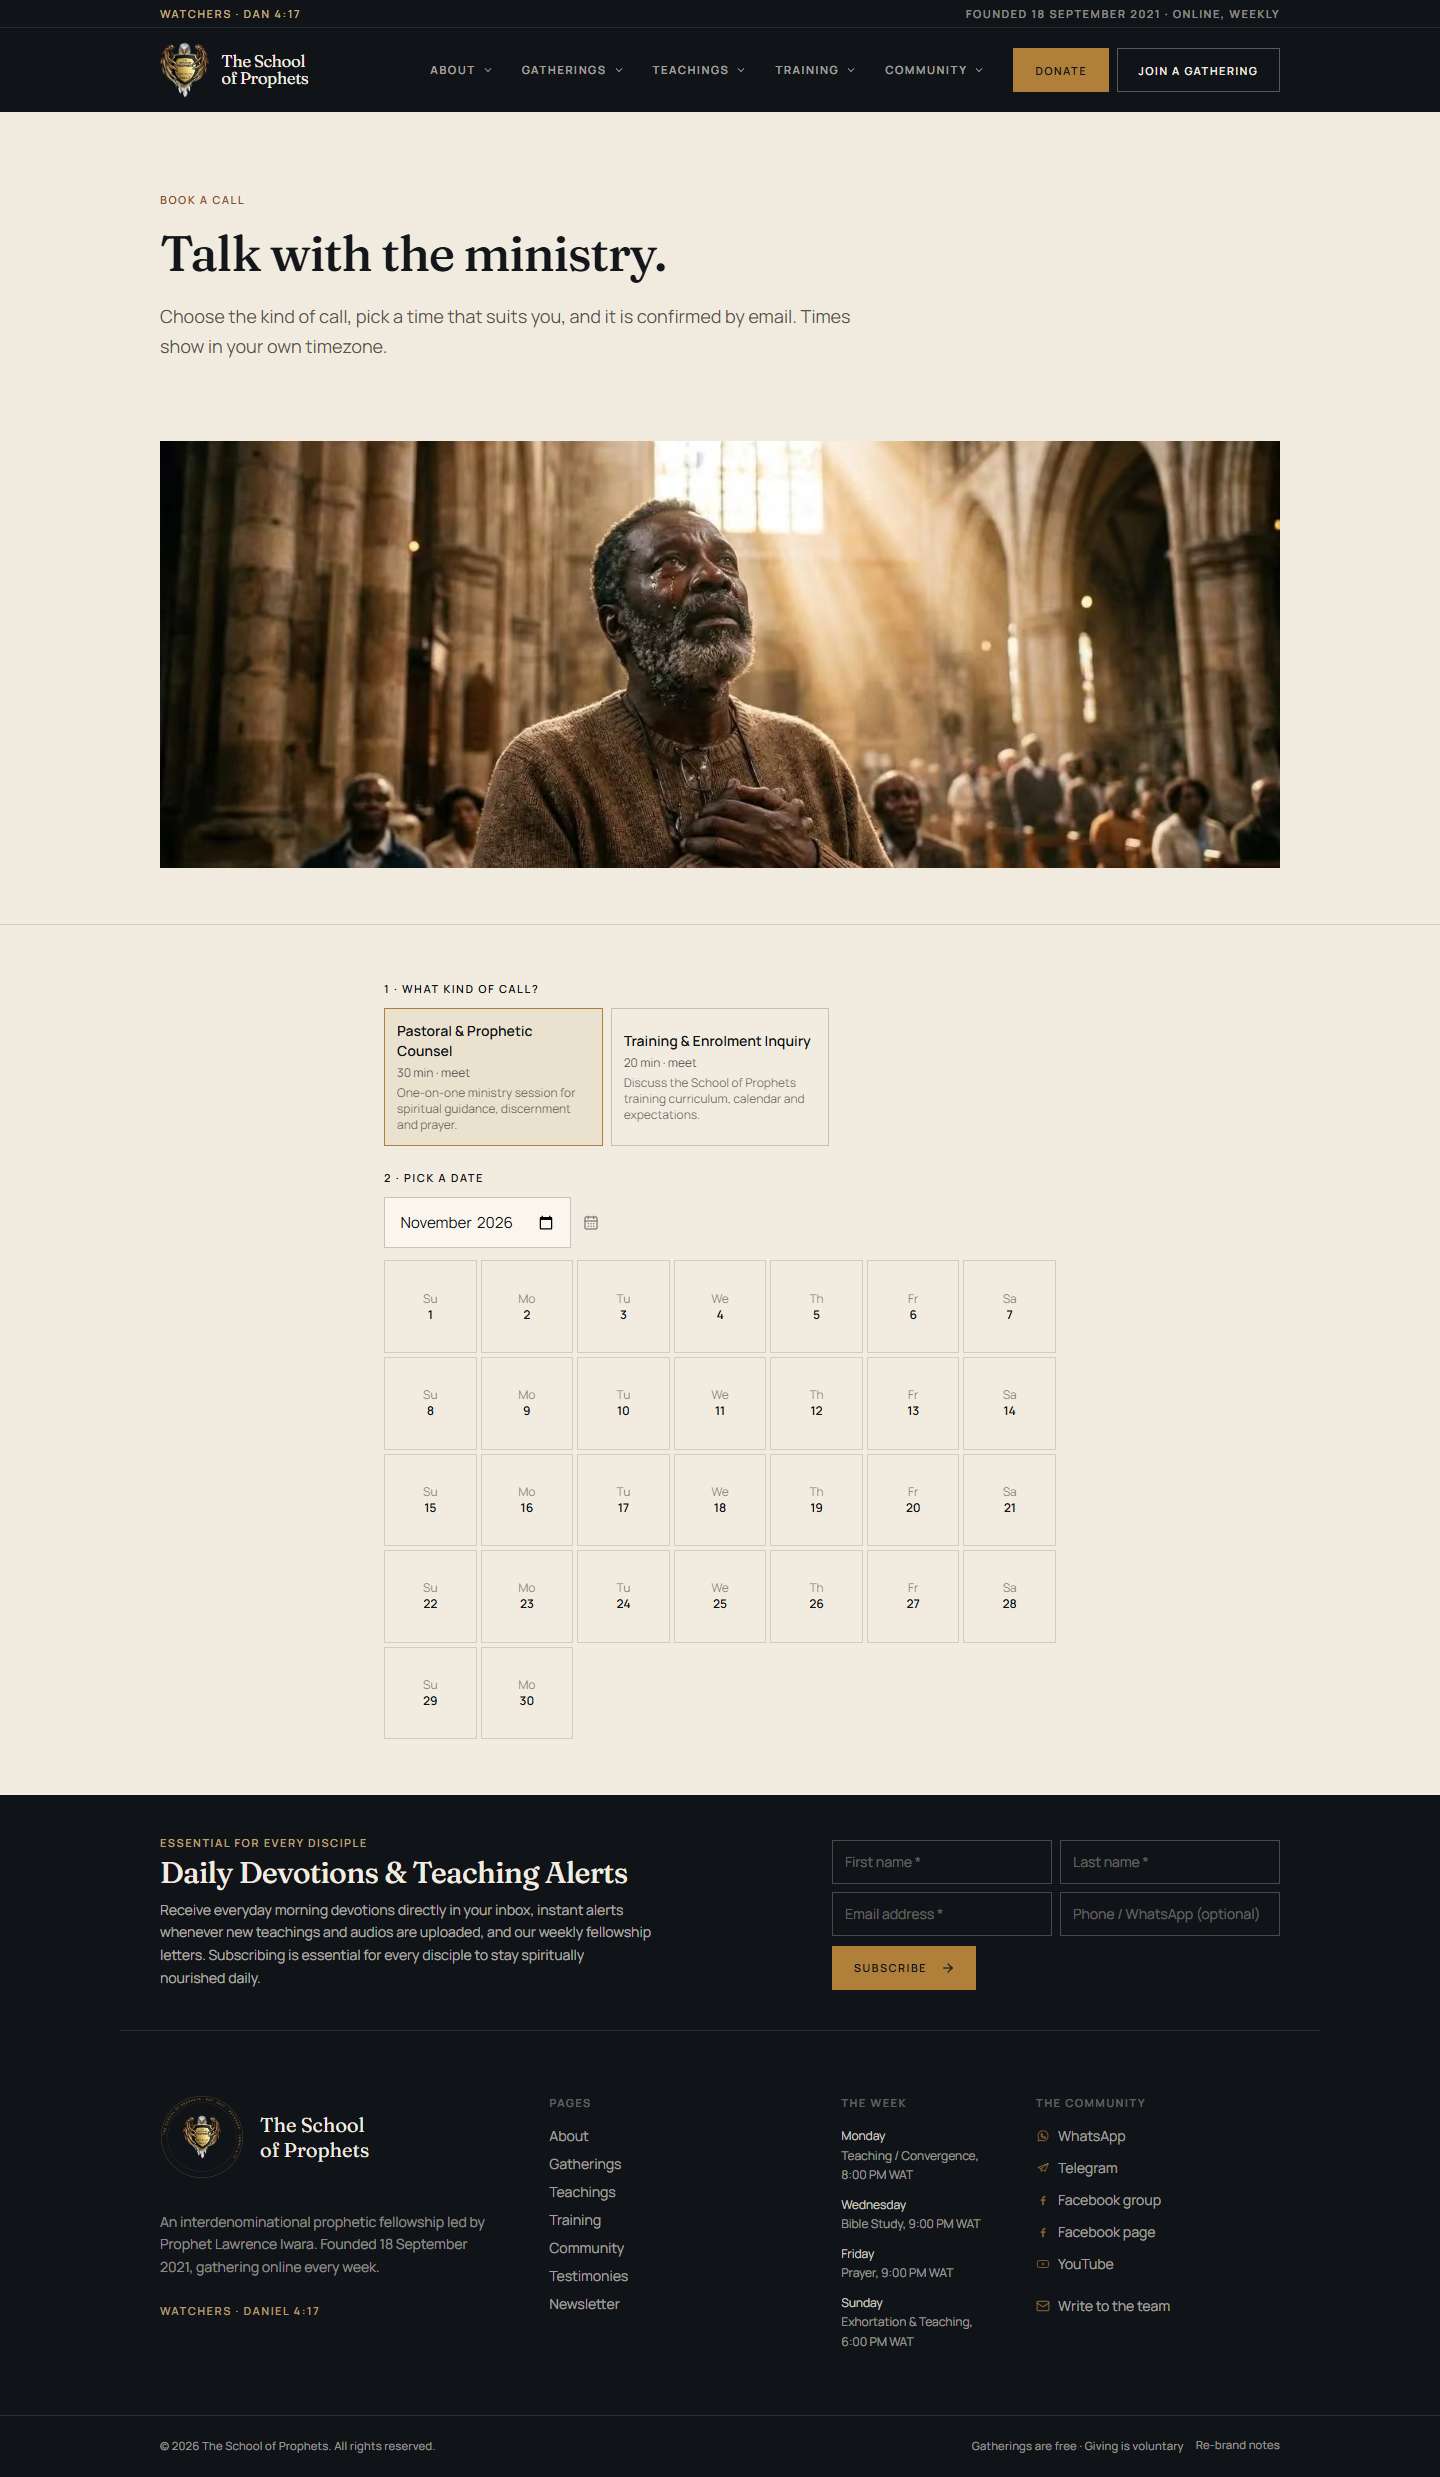 WATCHERS · DAN 4:17
FOUNDED 18 SEPTEMBER 2021 · ONLINE, WEEKLY
The School
of Prophets
ABOUT
GATHERINGS
TEACHINGS
TRAINING
COMMUNITY
DONATE
JOIN A GATHERING
BOOK A CALL
Talk with the ministry.
Choose the kind of call, pick a time that suits you, and it is confirmed by email. Times
show in your own timezone.
1 · WHAT KIND OF CALL?
Pastoral & Prophetic
Counsel
30 min · meet
One-on-one ministry session for
spiritual guidance, discernment
and prayer.
Training & Enrolment Inquiry
20 min · meet
Discuss the School of Prophets
training curriculum, calendar and
expectations.
2 · PICK A DATE
November 2026
Su Mo Tu We Th Fr Sa
1 2 3 4 5 6 7
Su Mo Tu We Th Fr Sa
8 9 10 11 12 13 14
Su Mo Tu We Th Fr Sa
15 16 17 18 19 20 21
Su Mo Tu We Th Fr Sa
22 23 24 25 26 27 28
Su Mo
29 30
ESSENTIAL FOR EVERY DISCIPLE
Daily Devotions & Teaching Alerts
Receive everyday morning devotions directly in your inbox, instant alerts
whenever new teachings and audios are uploaded, and our weekly fellowship
letters. Subscribing is essential for every disciple to stay spiritually
nourished daily.
First name *
Last name *
Email address *
Phone / WhatsApp (optional)
SUBSCRIBE
The School
of Prophets
An interdenominational prophetic fellowship led by
Prophet Lawrence Iwara. Founded 18 September
2021, gathering online every week.
WATCHERS · DANIEL 4:17
PAGES
About
Gatherings
Teachings
Training
Community
Testimonies
Newsletter
THE WEEK
Monday
Teaching / Convergence,
8:00 PM WAT
Wednesday
Bible Study, 9:00 PM WAT
Friday
Prayer, 9:00 PM WAT
Sunday
Exhortation & Teaching,
6:00 PM WAT
THE COMMUNITY
WhatsApp
Telegram
Facebook group
Facebook page
YouTube
Write to the team
© 2026 The School of Prophets. All rights reserved.
Gatherings are free · Giving is voluntary
Re-brand notes